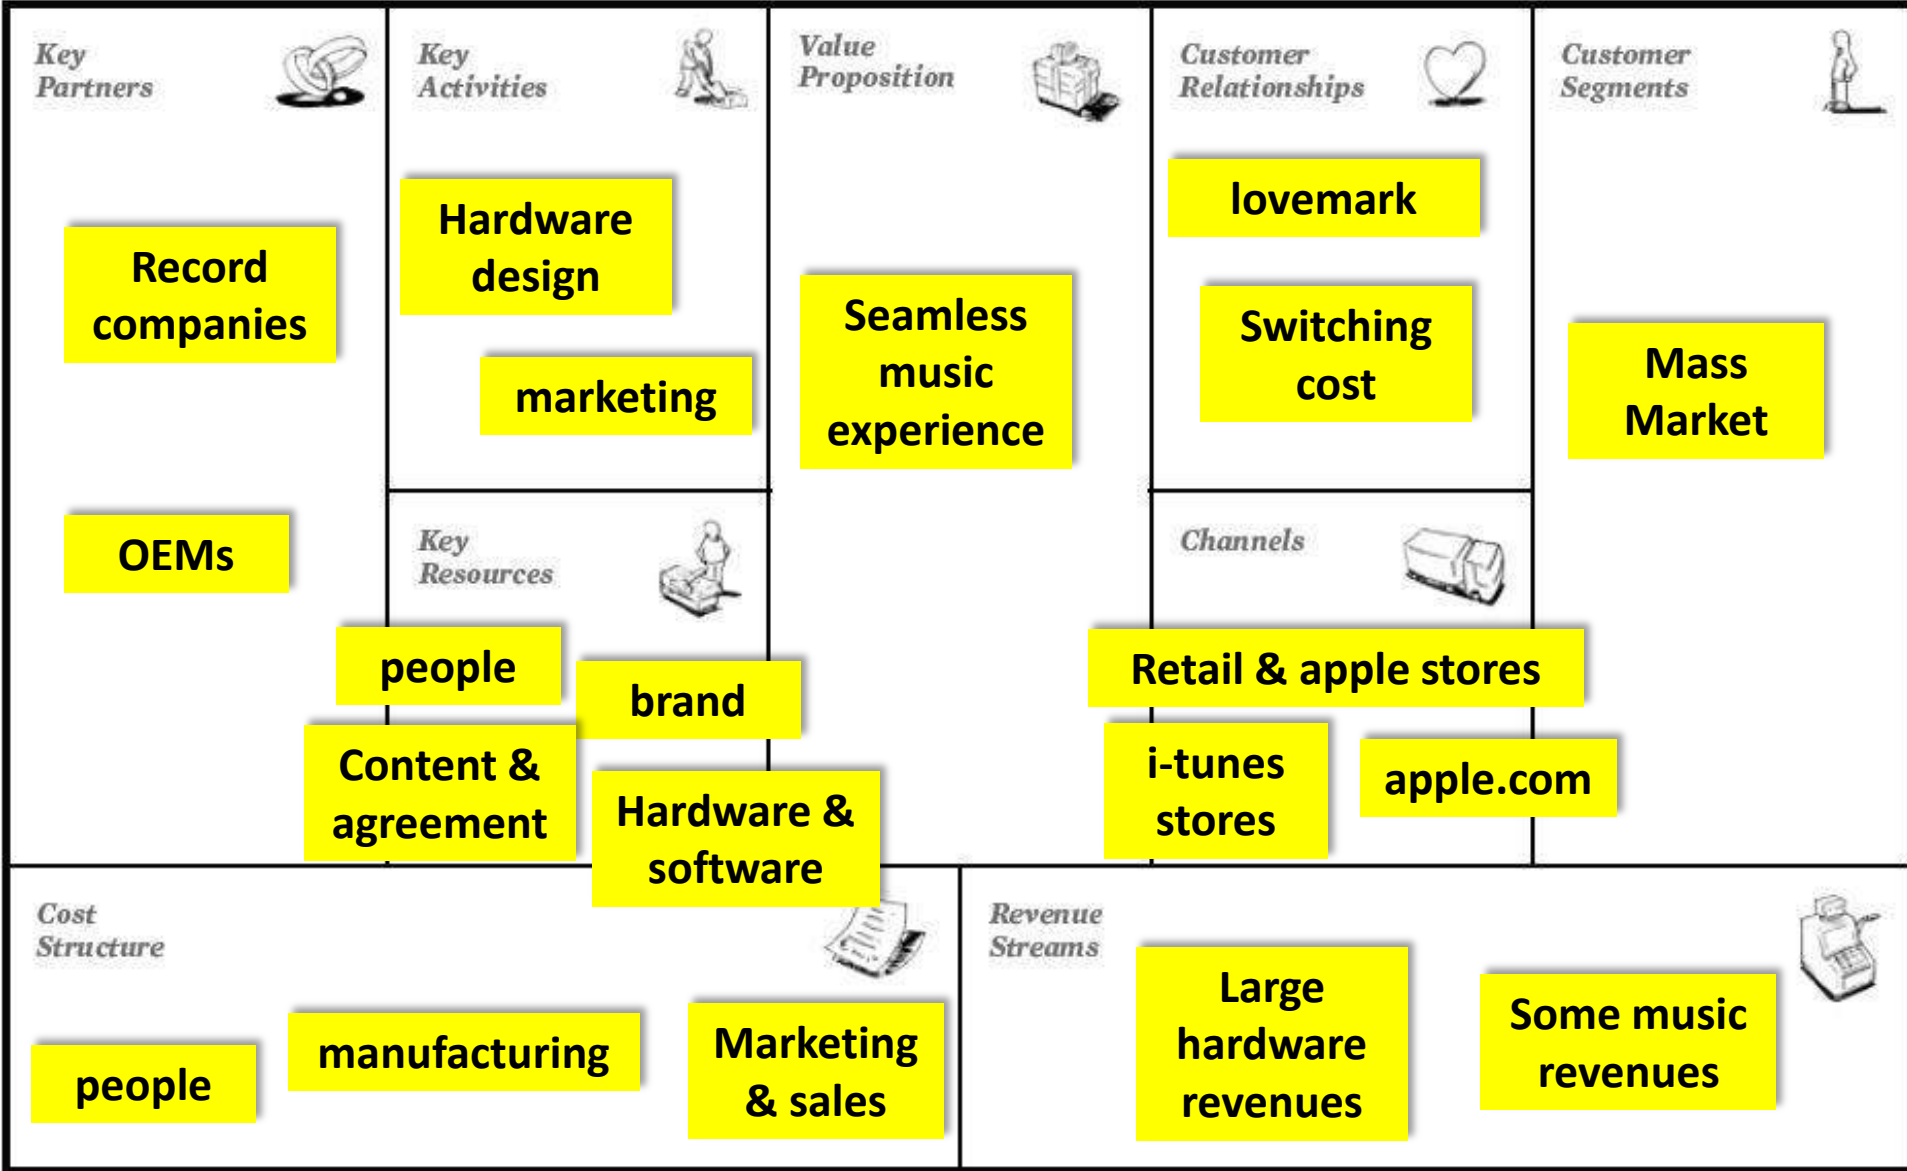 Key
Partners
Record
companies
OEMs
Key
Activities
Hardware
design
marketing
Key
Resources
people
brand
Content &
agreement
Hardware &
software
Value
Proposition
Seamless
music
experience
Customer
Relationships
lovemark
Switching
cost
Channels
Retail & apple stores
i-tunes
stores
apple.com
Customer
Segments
Mass
Market
Cost
Structure
people
manufacturing
Marketing
& sales
Revenue
Streams
Large
hardware
revenues
Some music
revenues